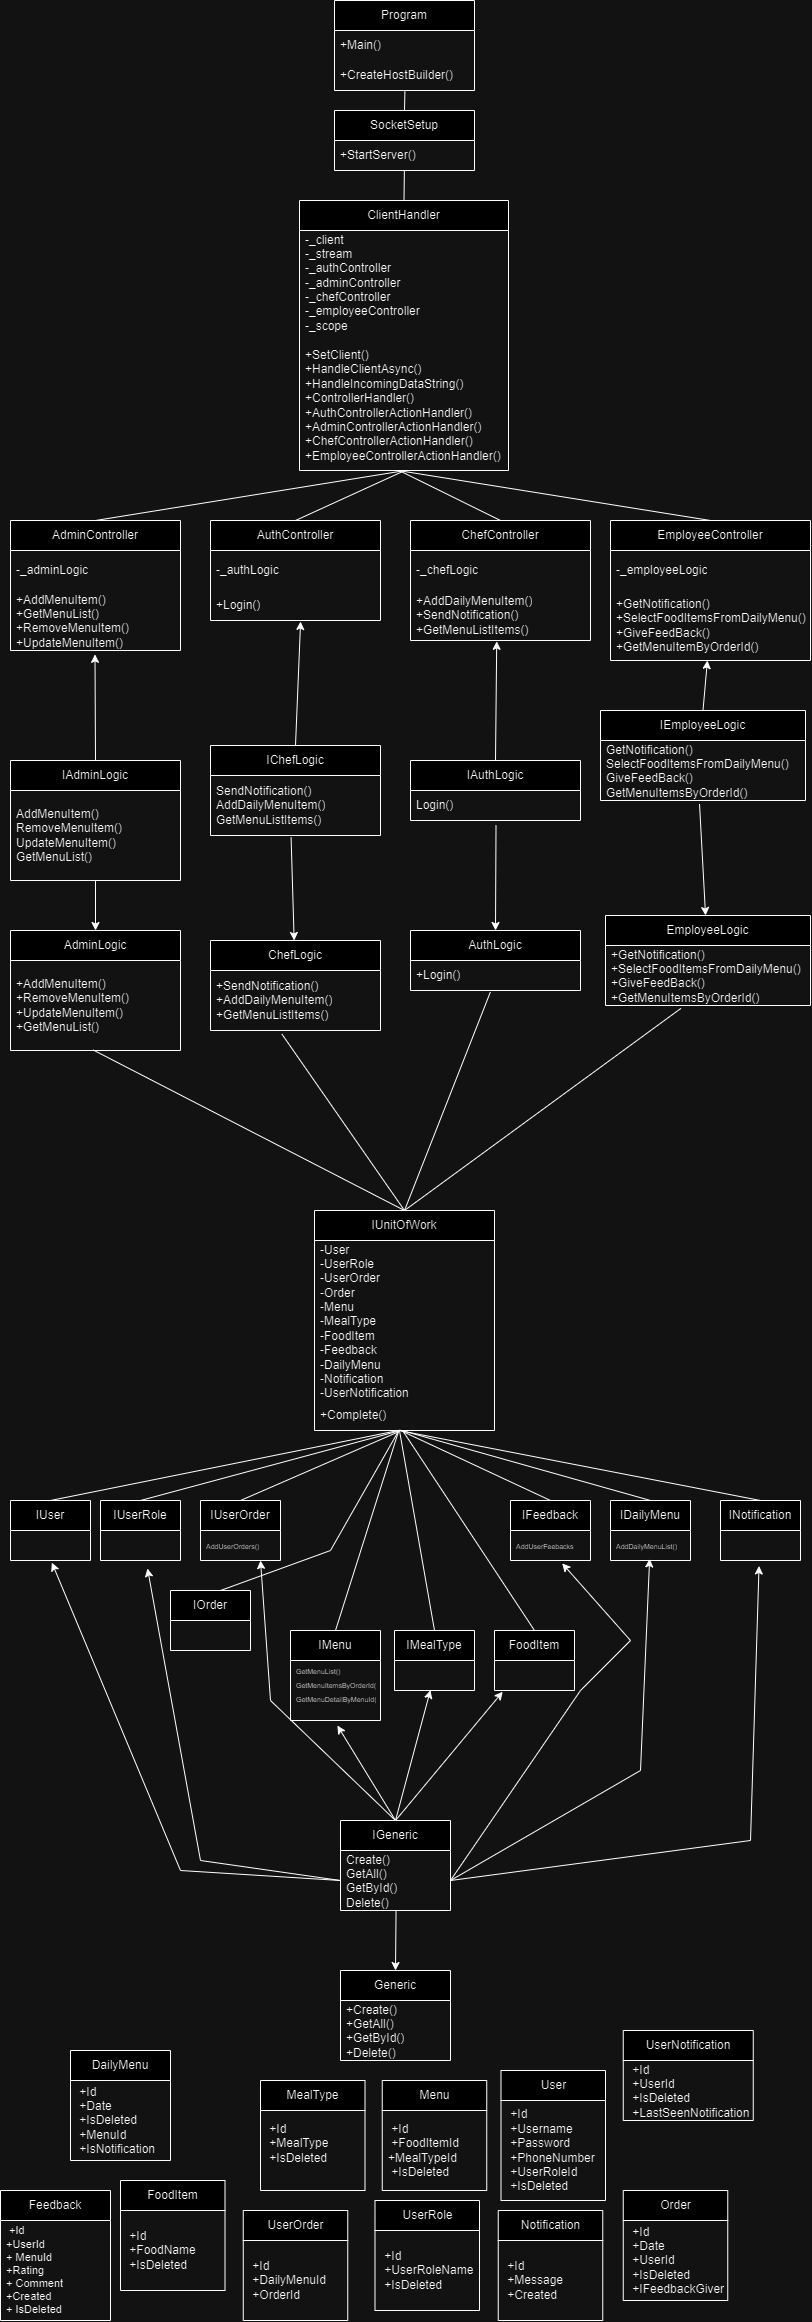 Program
+Main()
+CreateHostBuilder()
SocketSetup
+StartServer()
ClientHandler
-_client
-_stream
-_authController
-_adminController
-_chefController
-_employeeController
-_scope
+SetClient()
+HandleClientAsync()
+HandleIncomingDataString()
+ControllerHandler()
+AuthControllerActionHandler()
+AdminControllerActionHandler()
+ChefControllerActionHandler()
+EmployeeControllerActionHandler()
AdminController
-_adminLogic
+AddMenuItem()
+GetMenuList()
+RemoveMenuItem()
+UpdateMenuItem()
AuthController
-_authLogic
+Login()
ChefController
-_chefLogic
+AddDailyMenuItem()
+SendNotification()
+GetMenuListItems()
EmployeeController
-_employeeLogic
+GetNotification()
+SelectFoodItemsFromDailyMenu()
+GiveFeedBack()
+GetMenuItemByOrderId()
IAdminLogic
AddMenuItem()
RemoveMenuItem()
UpdateMenuItem()
GetMenuList()
IChefLogic
SendNotification()
AddDailyMenuItem()
GetMenuListItems()
IAuthLogic
Login()
IEmployeeLogic
GetNotification()
SelectFoodItemsFromDailyMenu()
GiveFeedBack()
GetMenuItemsByOrderId()
AdminLogic
+AddMenuItem()
+RemoveMenuItem()
+UpdateMenuItem()
+GetMenuList()
ChefLogic
+SendNotification()
+AddDailyMenuItem()
+GetMenuListItems()
AuthLogic
+Login()
EmployeeLogic
+GetNotification()
+SelectFoodItemsFromDailyMenu()
+GiveFeedBack()
+GetMenuItemsByOrderId()
IUnitOfWork
-User
-UserRole
-UserOrder
-Order
-Menu
-MealType
-FoodItem
-Feedback
-DailyMenu
-Notification
-UserNotification
+Complete()
IUser
IUserRole
IUserOrder
AddUserOrders()
IFeedback
AddUserFeebacks
IDailyMenu
AddDailyMenuList()
INotification
IOrder
IMenu
GetMenuList()
GetMenuItemsByOrderId(
GetMenuDetailByMenuId(
IMealType
FoodItem
IGeneric
Create()
GetAll()
GetById()
Delete()
Generic
+Create()
+GetAll()
+GetById()
+Delete()
DailyMenu
+Id
+Date
+IsDeleted
+MenuId
+IsNotification
MealType
+Id
+MealType
+IsDeleted
Menu
+Id
+FoodItemId
+MealTypeId
+IsDeleted
User
+Id
+Username
+Password
+PhoneNumber
+UserRoleId
+IsDeleted
UserNotification
+Id
+UserId
+IsDeleted
+LastSeenNotification
Feedback
+Id
+UserId
+ MenuId
+Rating
+ Comment
+Created
+ IsDeleted
FoodItem
+Id
+FoodName
+IsDeleted
UserOrder
+Id
+DailyMenuId
+OrderId
UserRole
+Id
+UserRoleName
+IsDeleted
Notification
+Id
+Message
+Created
Order
+Id
+Date
+UserId
+IsDeleted
+IFeedbackGiver